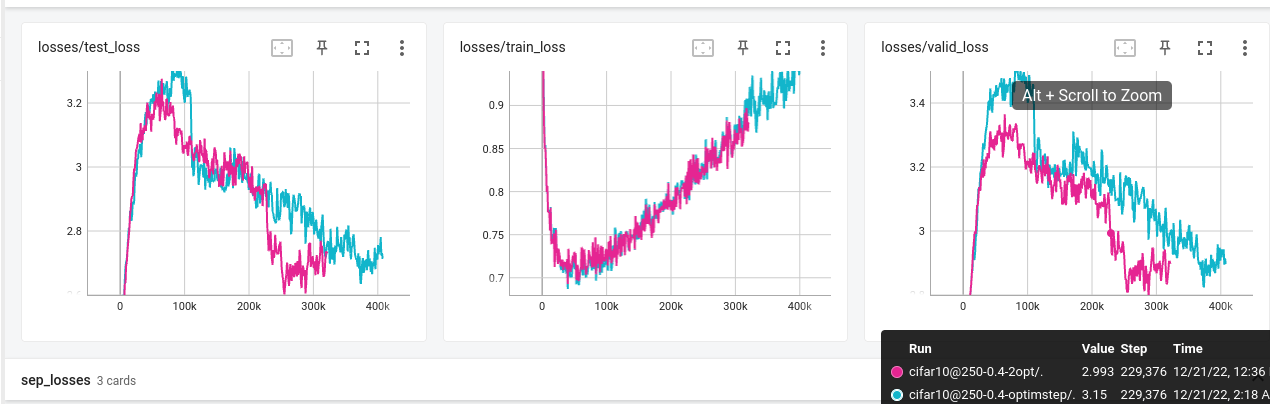 losses/test_loss
losses/train_loss
losses/valid_loss
3.2
3
2.8
0
100k
200k
300k
400k
0.9
0.85
0.8
0.75
0.7
0
100k
200k
300k
400k
3.4
3.2
3
0
100k
200k
300k
400k
Alt + Scroll to Zoom
sep_losses 3 cards
Run Value Step Time
cifar10@250-0.4-2opt/. 2.993 229,376 12/21/22, 12:36
cifar10@250-0.4-optimstep/. 3.15 229,376 12/21/22, 2:18 A